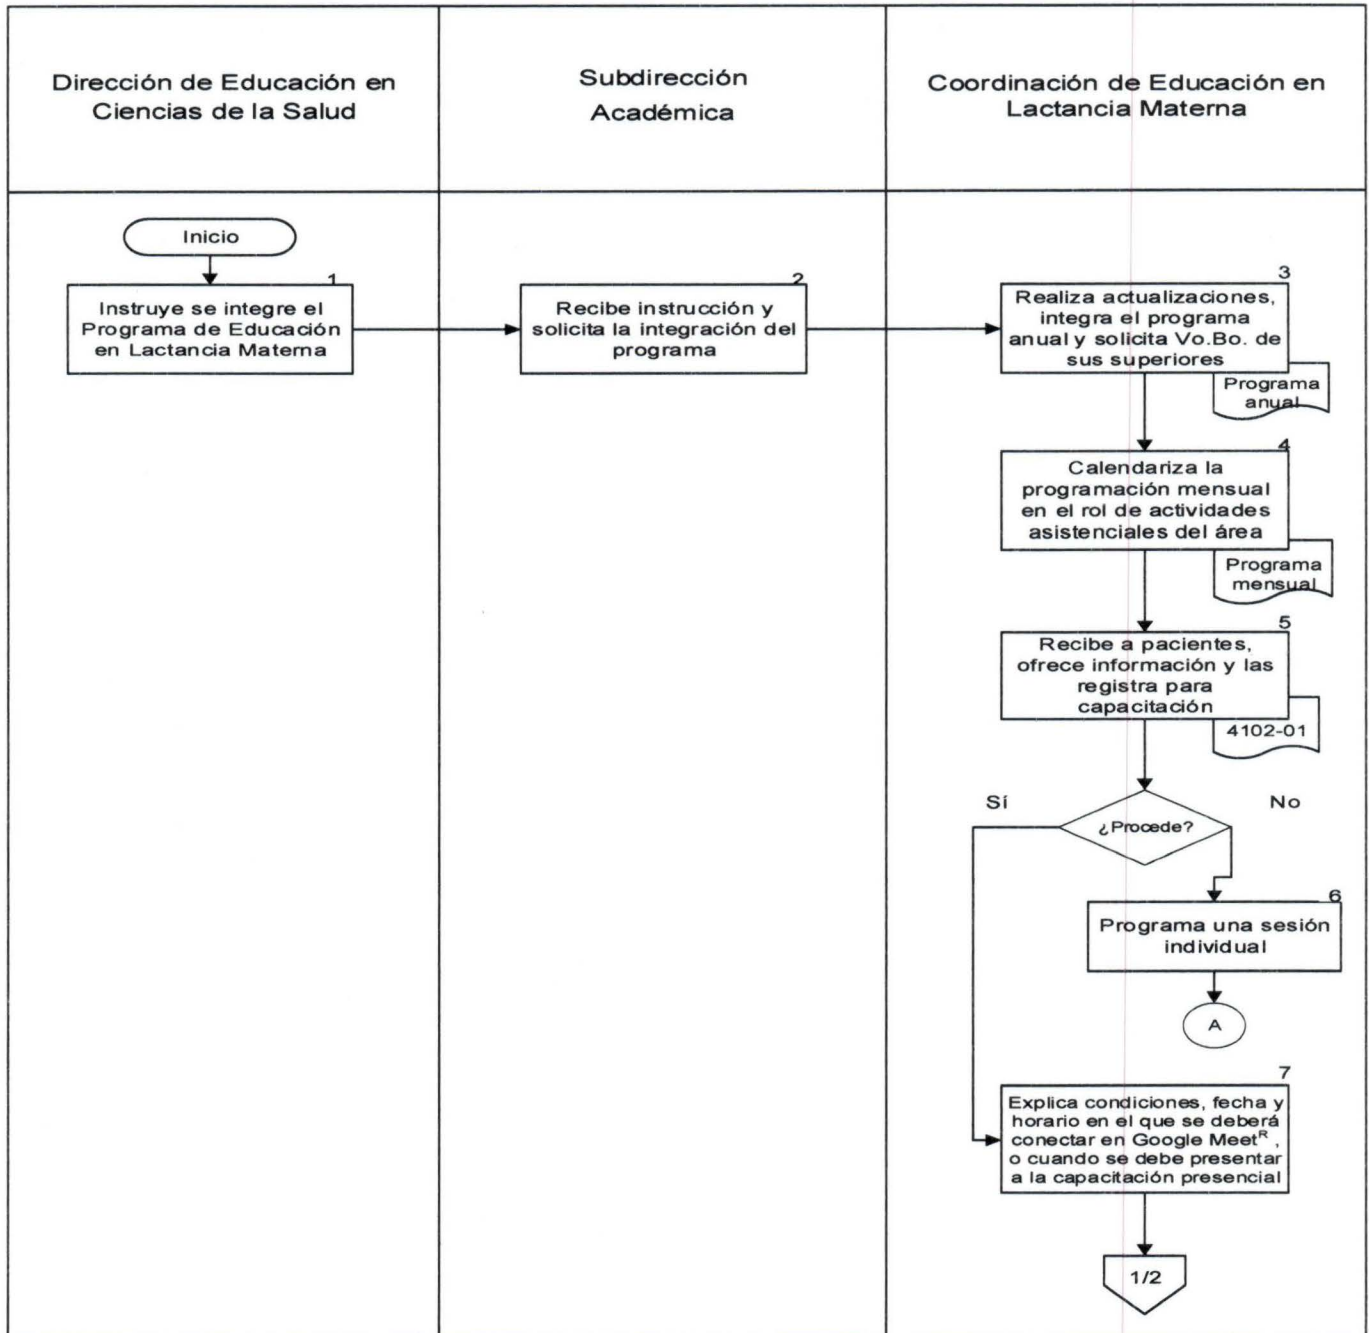 Dirección de Educación en
Ciencias de la Salud
Subdirección
Académica
Coordinación de Educación en
Lactancia Materna
Inicio
1
Instruye se integre el
Programa de Educación
en Lactancia Materna
2
Recibe instrucción y
solicita la integración del
programa
3
Realiza actualizaciones,
integra el programa
anual y solicita Vo.Bo. de
sus superiores
Programa
anual
4
Calendariza la
programación mensual
en el rol de actividades
asistenciales del área
Programa
mensual
5
Recibe a pacientes,
ofrece información y las
registra para
capacitación
4102-01
Sí
No
¿Procede?
6
Programa una sesión
individual
A
7
Explica condiciones, fecha y
horario en el que se deberá
conectar en Google Meet^R ,
o cuando se debe presentar
a la capacitación presencial
1/2